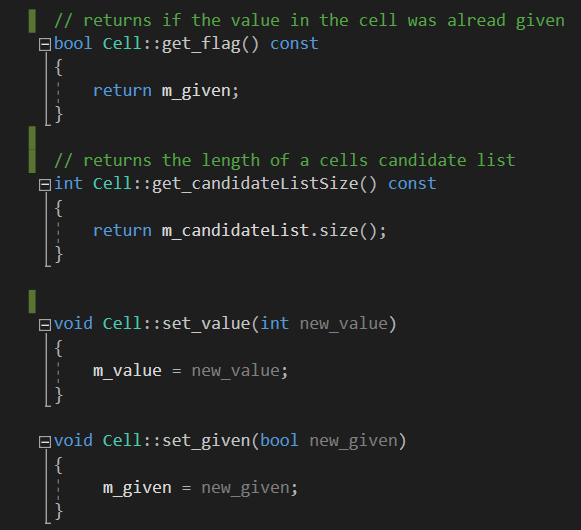 // returns if the value in the cell was alread given
bool Cell::get_flag() const
{
    return m_given;
}

// returns the length of a cells candidate list
int Cell::get_candidateListSize() const
{
    return m_candidateList.size();
}

void Cell::set_value(int new_value)
{
    m_value = new_value;
}

void Cell::set_given(bool new_given)
{
     m_given = new_given;
}